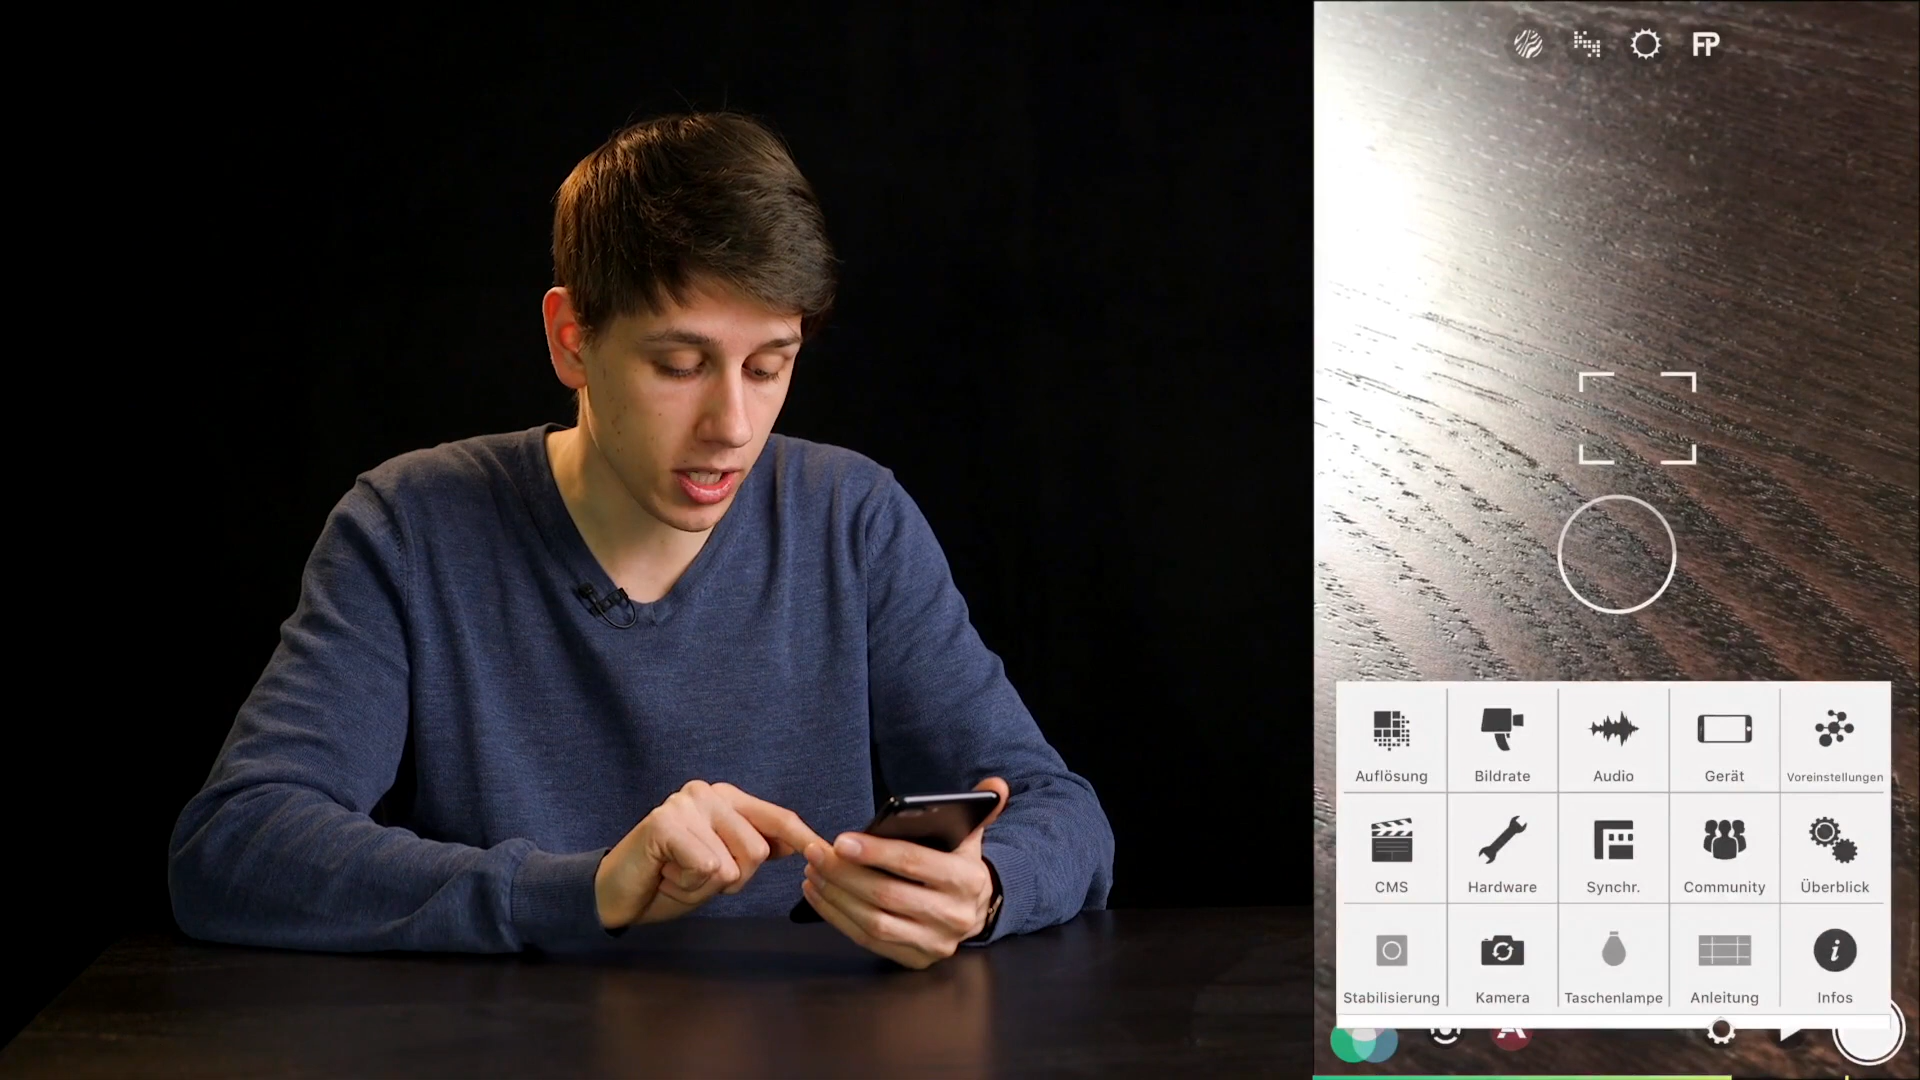 FP
Auflösung Bildrate Audio Gerät Voreinstellungen
CMS Hardware Synchr. Community Überblick
Stabilisierung Kamera Taschenlampe Anleitung Infos